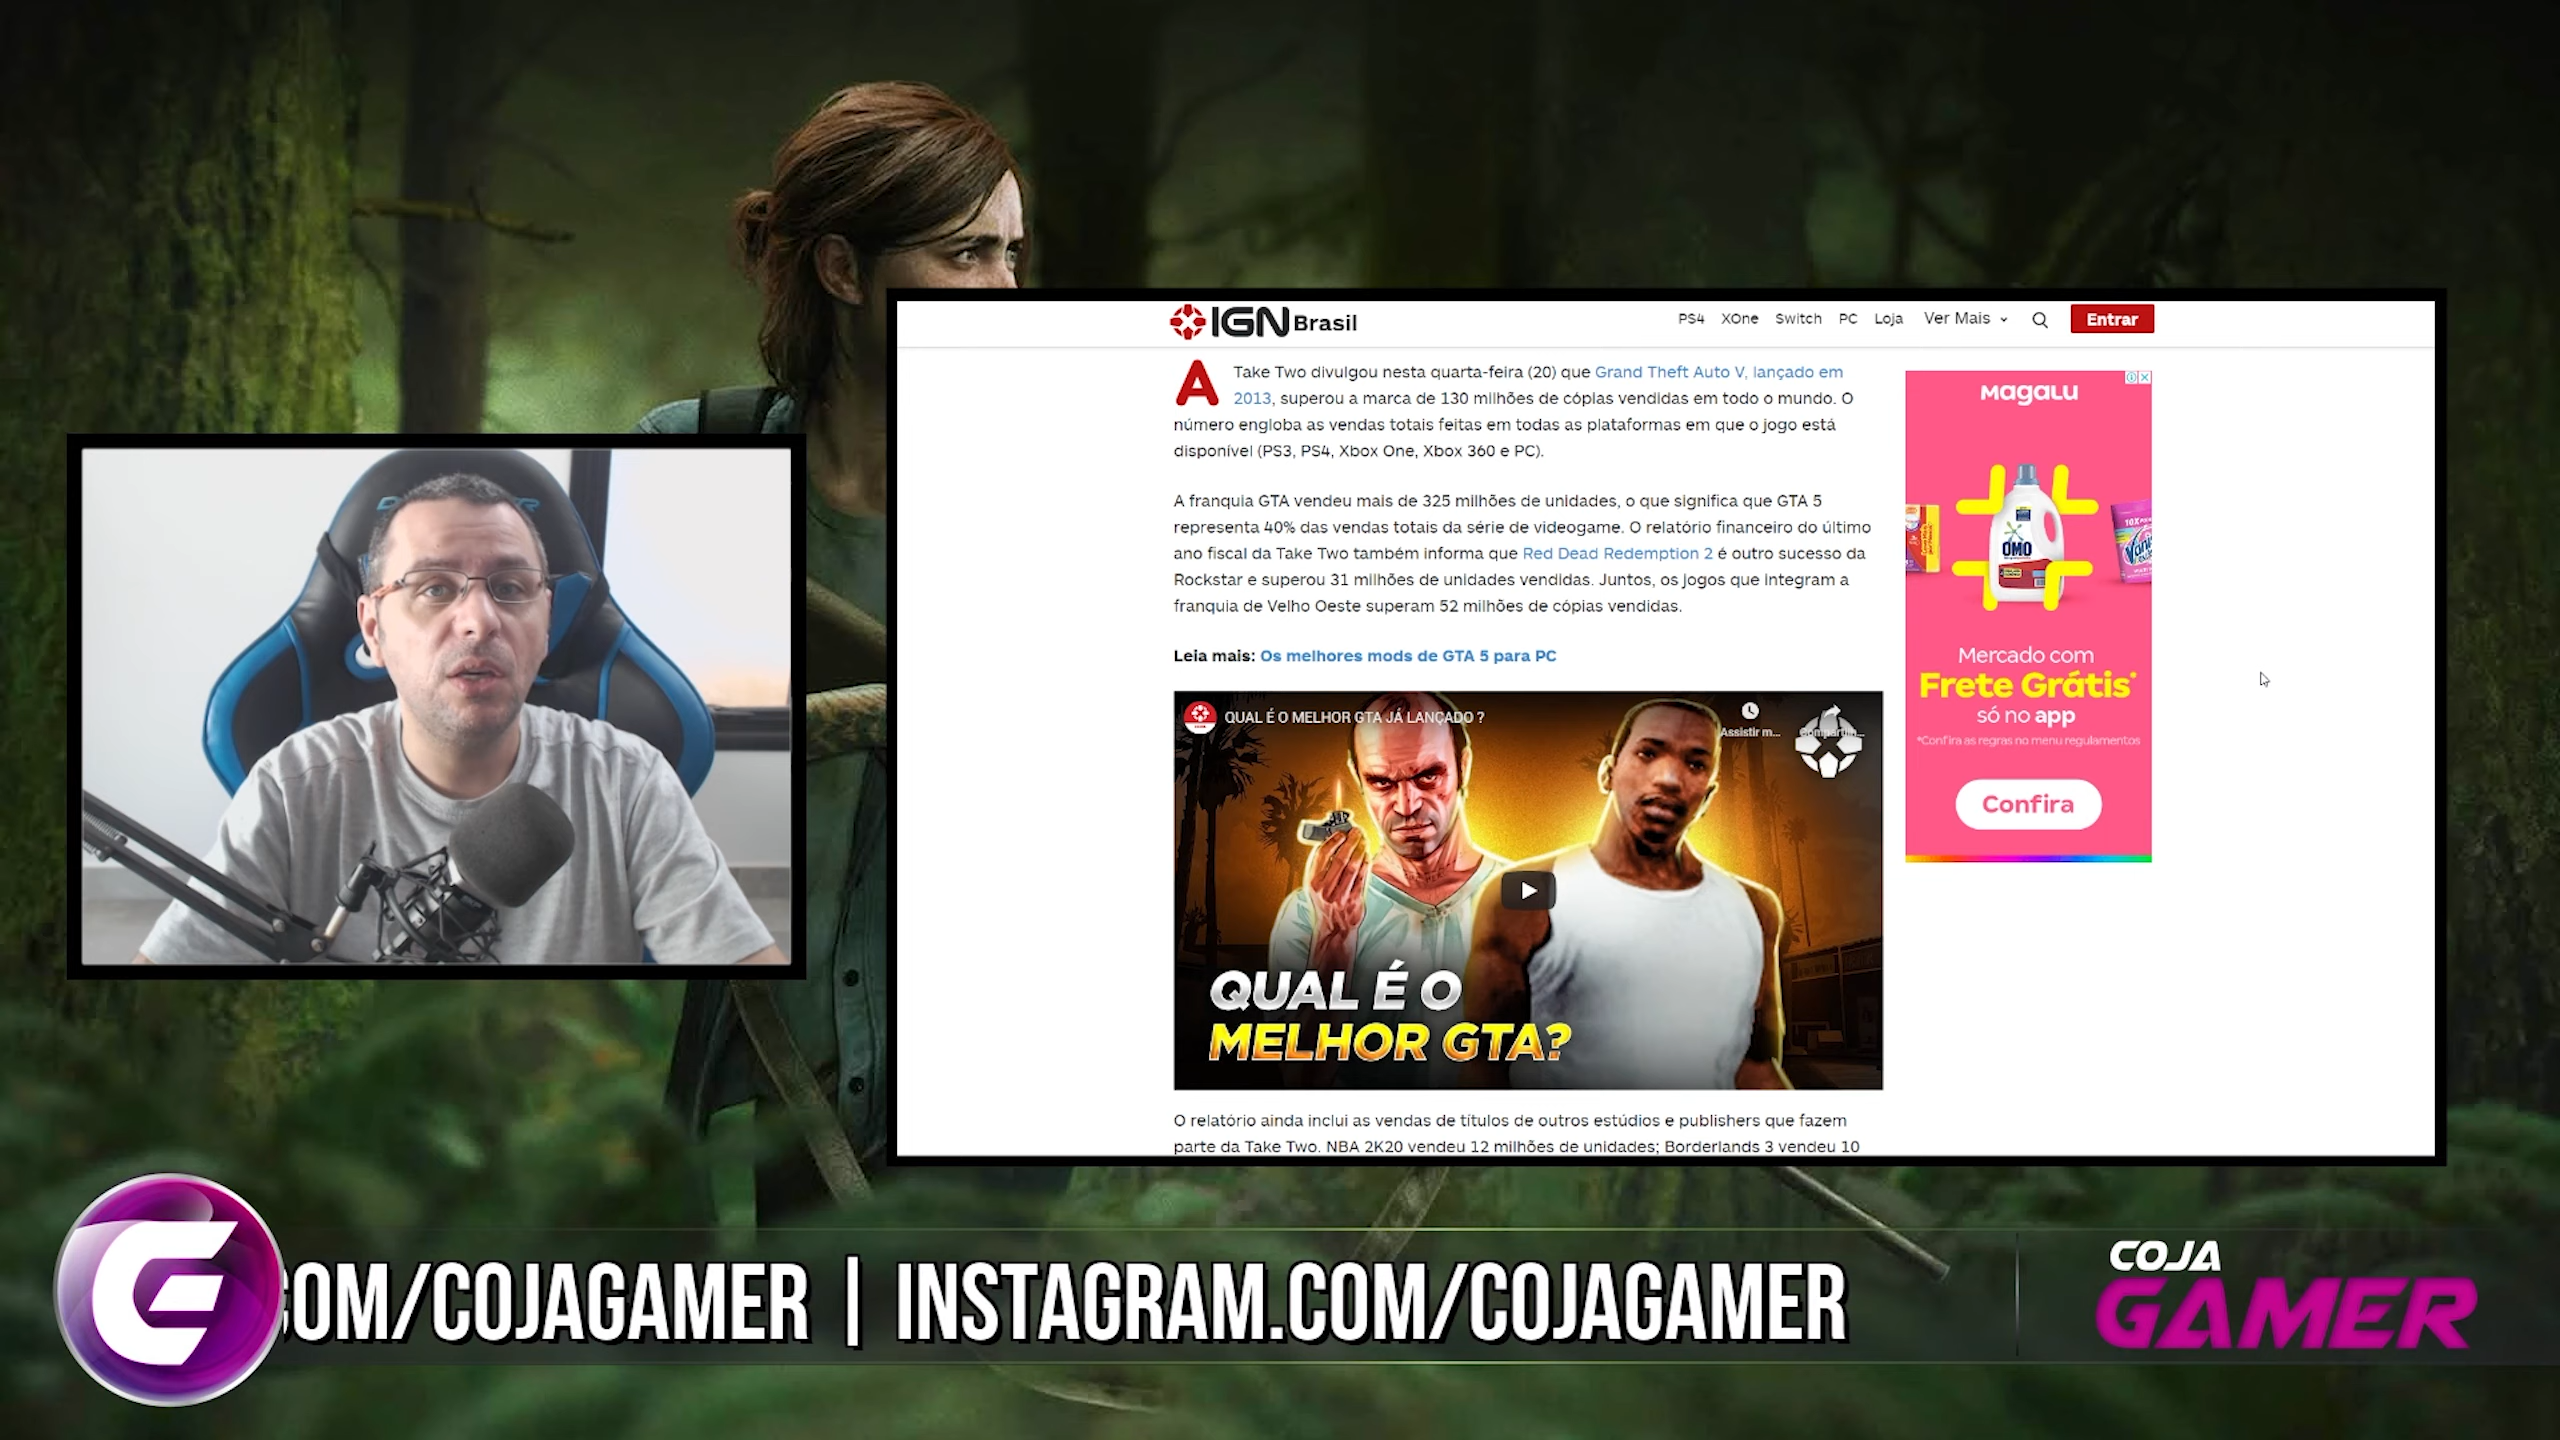 IGN Brasil
PS4 XOne Switch PC Loja Ver Mais Entrar
A Take Two divulgou nesta quarta-feira (20) que Grand Theft Auto V, lançado em
2013, superou a marca de 130 milhões de cópias vendidas em todo o mundo. O
número engloba as vendas totais feitas em todas as plataformas em que o jogo está
disponível (PS3, PS4, Xbox One, Xbox 360 e PC).
A franquia GTA vendeu mais de 325 milhões de unidades, o que significa que GTA 5
representa 40% das vendas totais da série de videogame. O relatório financeiro do último
ano fiscal da Take Two também informa que Red Dead Redemption 2 é outro sucesso da
Rockstar e superou 31 milhões de unidades vendidas. Juntos, os jogos que integram a
franquia de Velho Oeste superam 52 milhões de cópias vendidas.
Leia mais: Os melhores mods de GTA 5 para PC
QUAL É O MELHOR GTA JÁ LANÇADO ?
Assistir m...
Compartilh...
QUAL É O
MELHOR GTA?
O relatório ainda inclui as vendas de títulos de outros estúdios e publishers que fazem
parte da Take Two. NBA 2K20 vendeu 12 milhões de unidades; Borderlands 3 vendeu 10
Magalu
OMO
Mercado com
Frete Grátis*
só no app
*Confira as regras no menu regulamentos
Confira
COM/COJAGAMER | INSTAGRAM.COM/COJAGAMER
COJA
GAMER